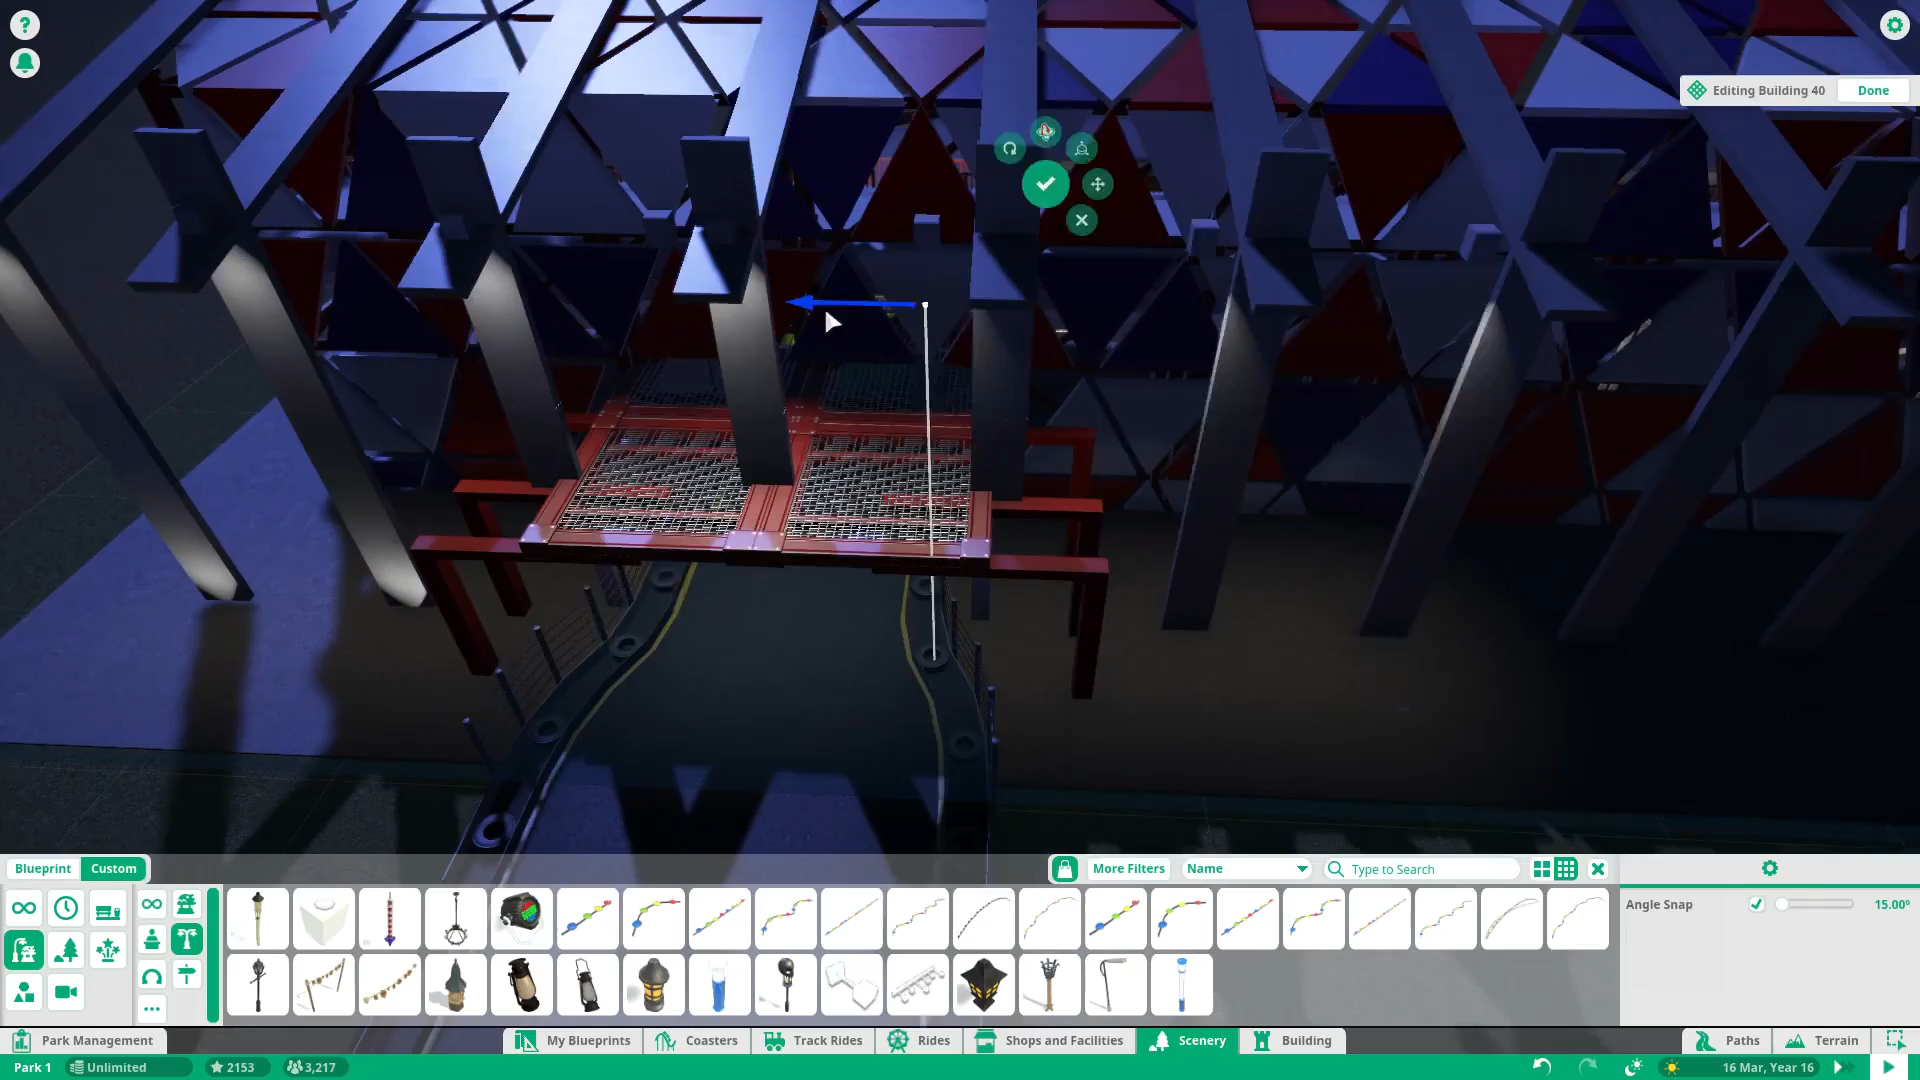 ?
Editing Building 40
Done
Blueprint
Custom
More Filters
Name
Type to Search
Angle Snap
15.00°
Park Management
My Blueprints
Coasters
Track Rides
Rides
Shops and Facilities
Scenery
Building
Paths
Terrain
Park 1
Unlimited
2153
3,217
16 Mar, Year 16